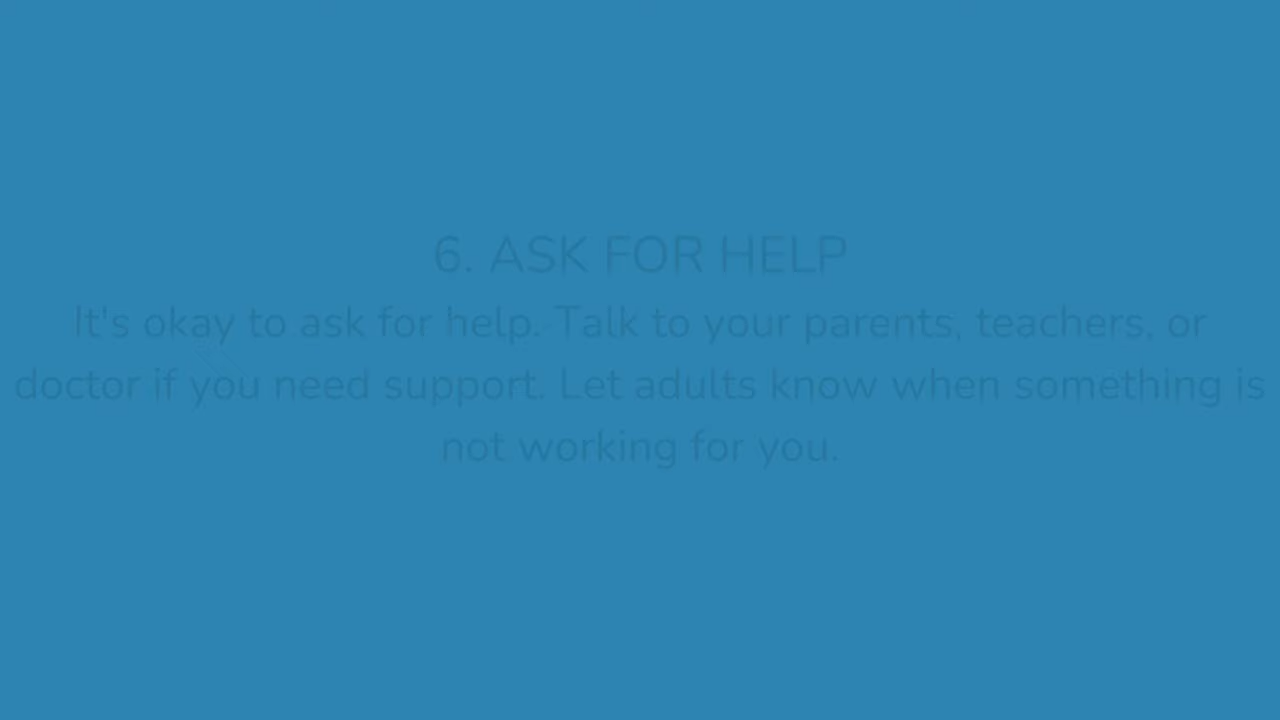 6. ASK FOR HELP
It's okay to ask for help. Talk to your parents, teachers, or
doctor if you need support. Let adults know when something is
not working for you.